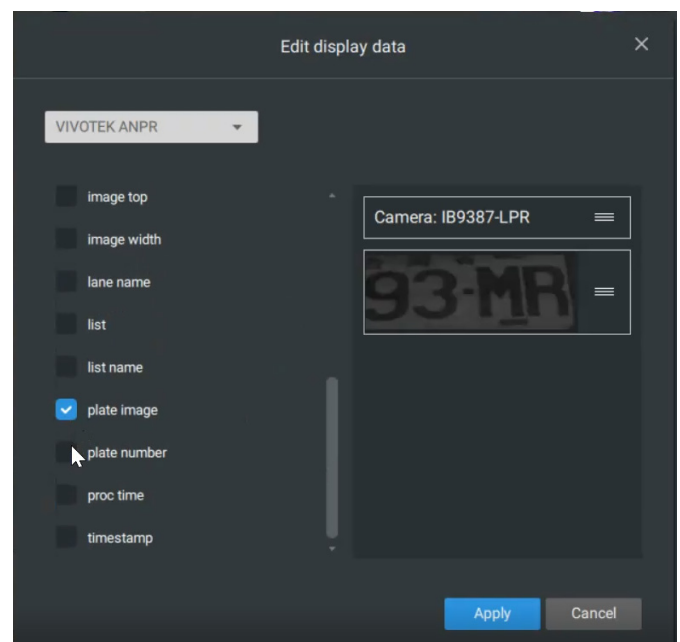 Edit display data
VIVOTEK ANPR
image top
image width
lane name
list
list name
plate image
plate number
proc time
timestamp
Camera: IB9387-LPR
93-MR
Apply
Cancel